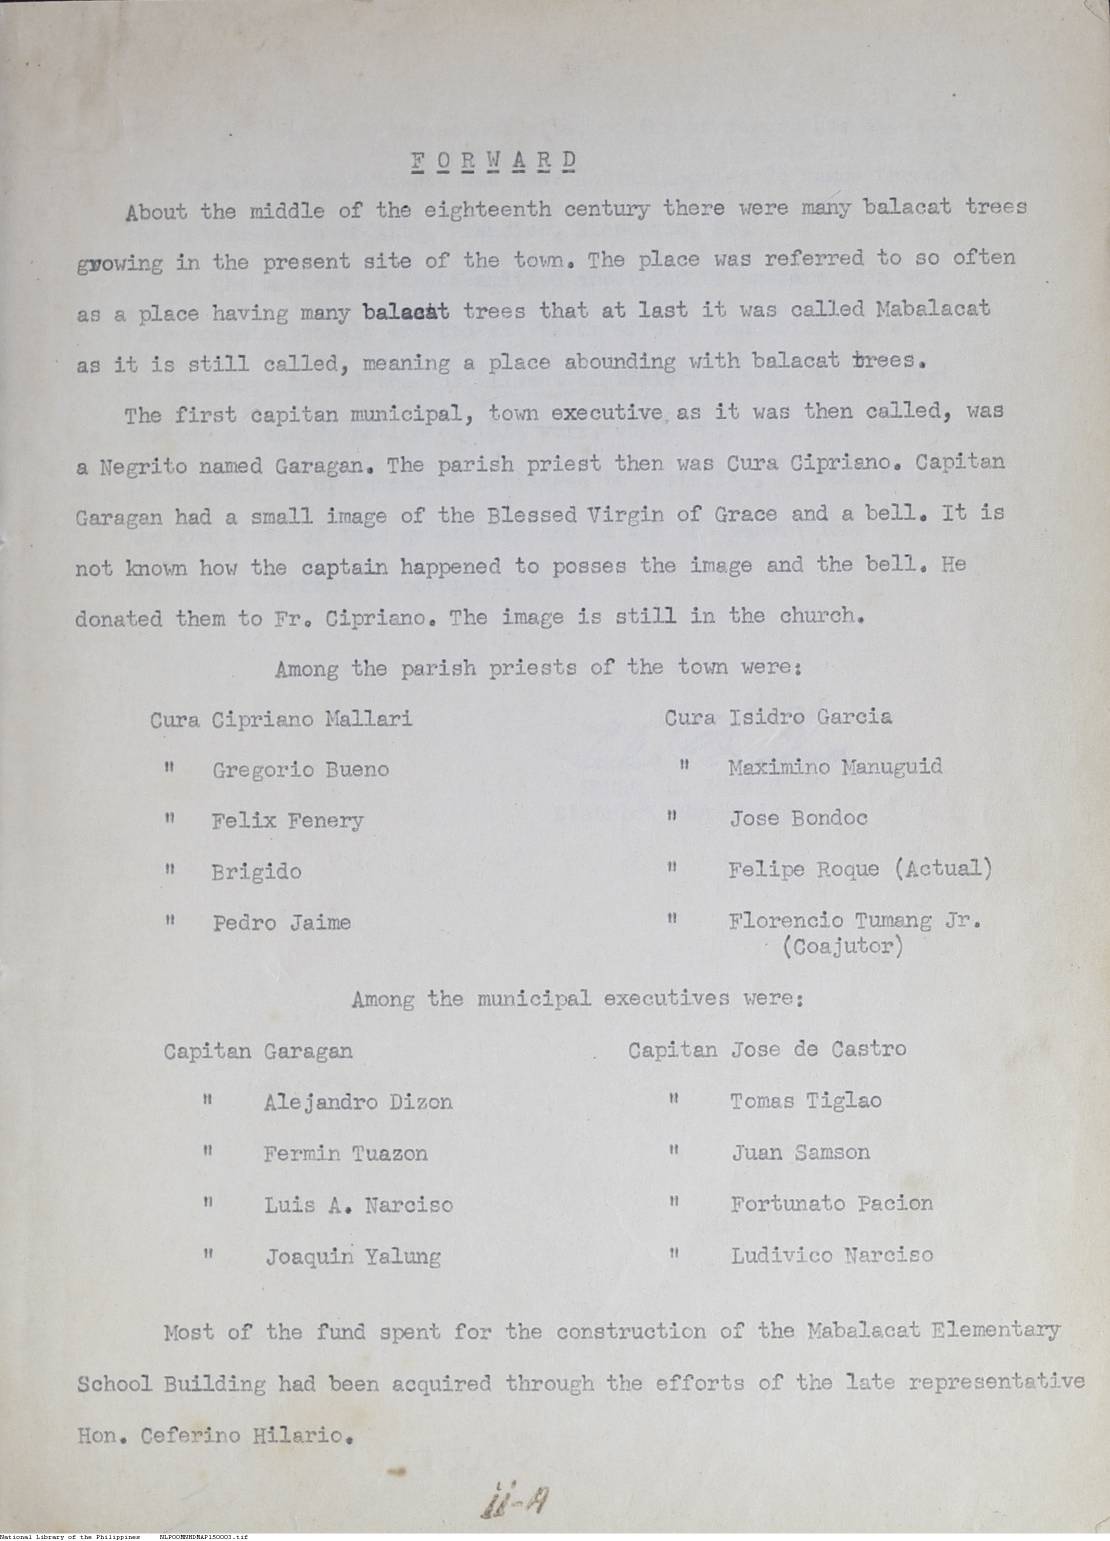 F O R W A R D
About the middle of the eighteenth century there were many balacat trees
growing in the present site of the town. The place was referred to so often
as a place having many balacat trees that at last it was called Mabalacat
as it is still called, meaning a place abounding with balacat trees.
The first capitan municipal, town executive as it was then called, was
a Negrito named Garagan. The parish priest then was Cura Cipriano. Capitan
Garagan had a small image of the Blessed Virgin of Grace and a bell. It is
not known how the captain happened to posses the image and the bell. He
donated them to Fr. Cipriano. The image is still in the church.
Among the parish priests of the town were:
Cura Cipriano Mallari Cura Isidro Garcia
" Gregorio Bueno " Maximino Manuguid
" Felix Fenery " Jose Bondoc
" Brigido " Felipe Roque (Actual)
" Pedro Jaime " Florencio Tumang Jr.
(Coajutor)
Among the municipal executives were:
Capitan Garagan Capitan Jose de Castro
" Alejandro Dizon " Tomas Tiglao
" Fermin Tuazon " Juan Samson
" Luis A. Narciso " Fortunato Pacion
" Joaquin Yalung " Ludivico Narciso
Most of the fund spent for the construction of the Mabalacat Elementary
School Building had been acquired through the efforts of the late representative
Hon. Ceferino Hilario.
ii-A
National Library of the Philippines NLPOOMNHDMAP150003.tif